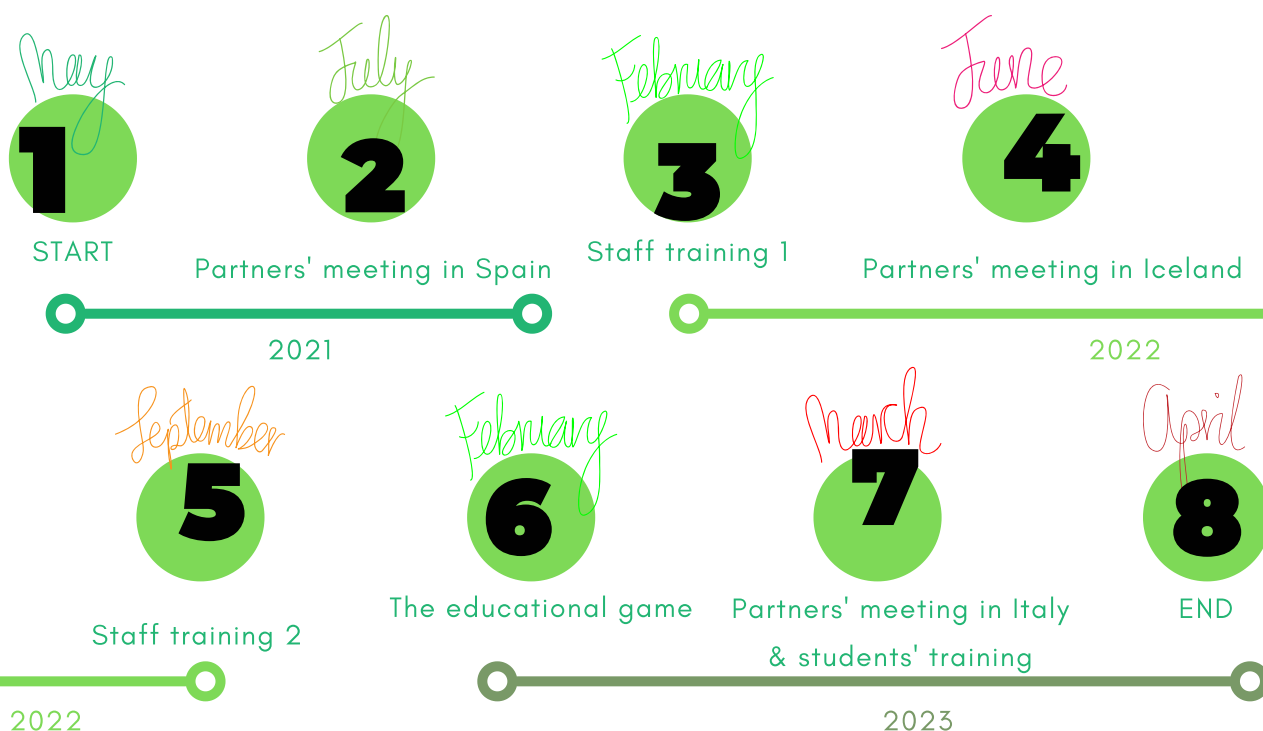 May
July
February
June
1
2
3
4
START
Partners' meeting in Spain
Staff training 1
Partners' meeting in Iceland
2021
2022
September
February
March
April
5
6
7
8
Staff training 2
The educational game
Partners' meeting in Italy
& students' training
END
2022
2023